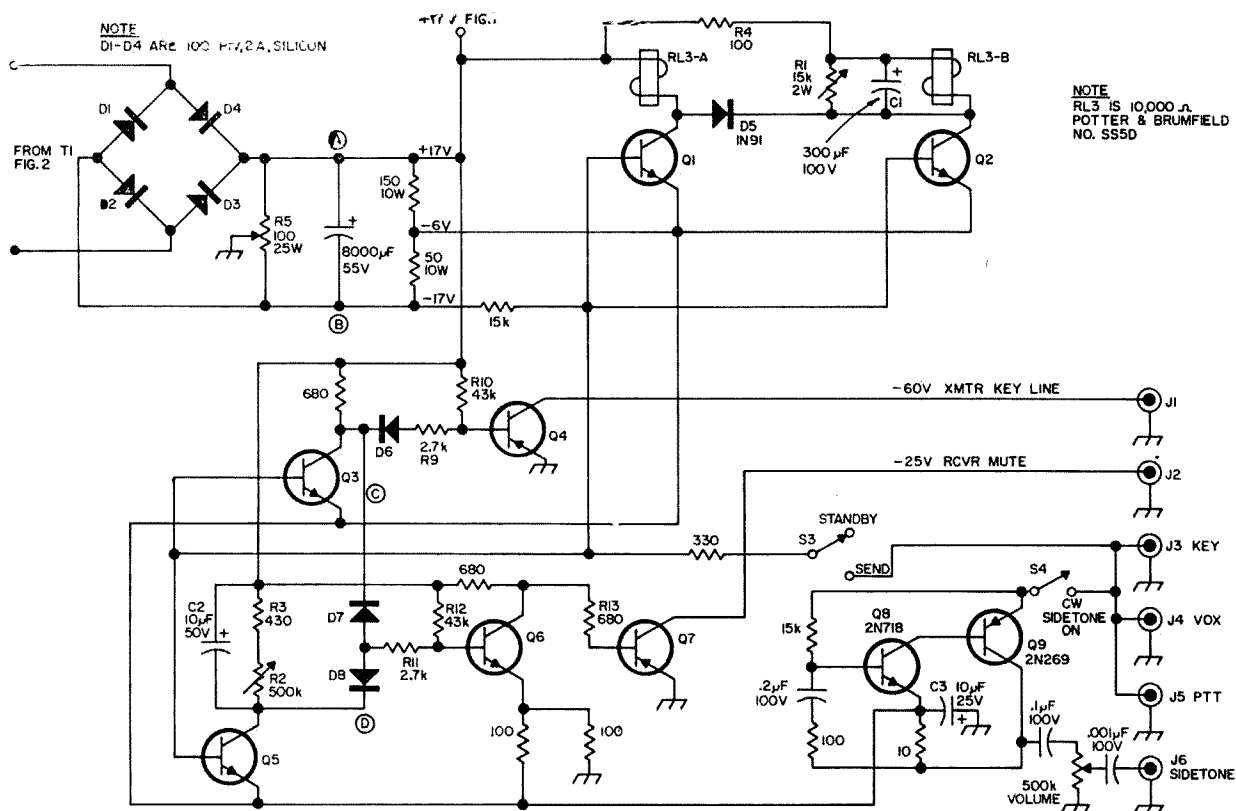 NOTE
D1-D4 ARE 100 PIV, 2A, SILICON
D1
D4
FROM T1
FIG. 2
D2
D3
R5
100
25W
A
8000µF
55V
B
+17V
150
10W
-6V
50
10W
-17V
15k
R4
100
RL3-A
R1
15k
2W
C1
RL3-B
D5
1N91
300µF
100V
Q1
Q2
NOTE
RL3 IS 10,000 Ω
POTTER & BRUMFIELD
NO. SS5D
680
R10
43k
D6
2.7k
R9
Q4
Q3
C
-60V XMTR KEY LINE
J1
-25V RCVR MUTE
J2
330
S3
STANDBY
SEND
J3 KEY
S4
CW
SIDETONE
ON
J4 VOX
J5 PTT
C2
10µF
50V
R3
430
R2
500k
D7
D8
D
R12
43k
R11
2.7k
680
Q6
R13
680
Q7
100
100
Q5
15k
Q8
2N718
Q9
2N269
.2µF
100V
100
C3
10µF
25V
10
.1µF
100V
500k
VOLUME
.001µF
100V
J6
SIDETONE